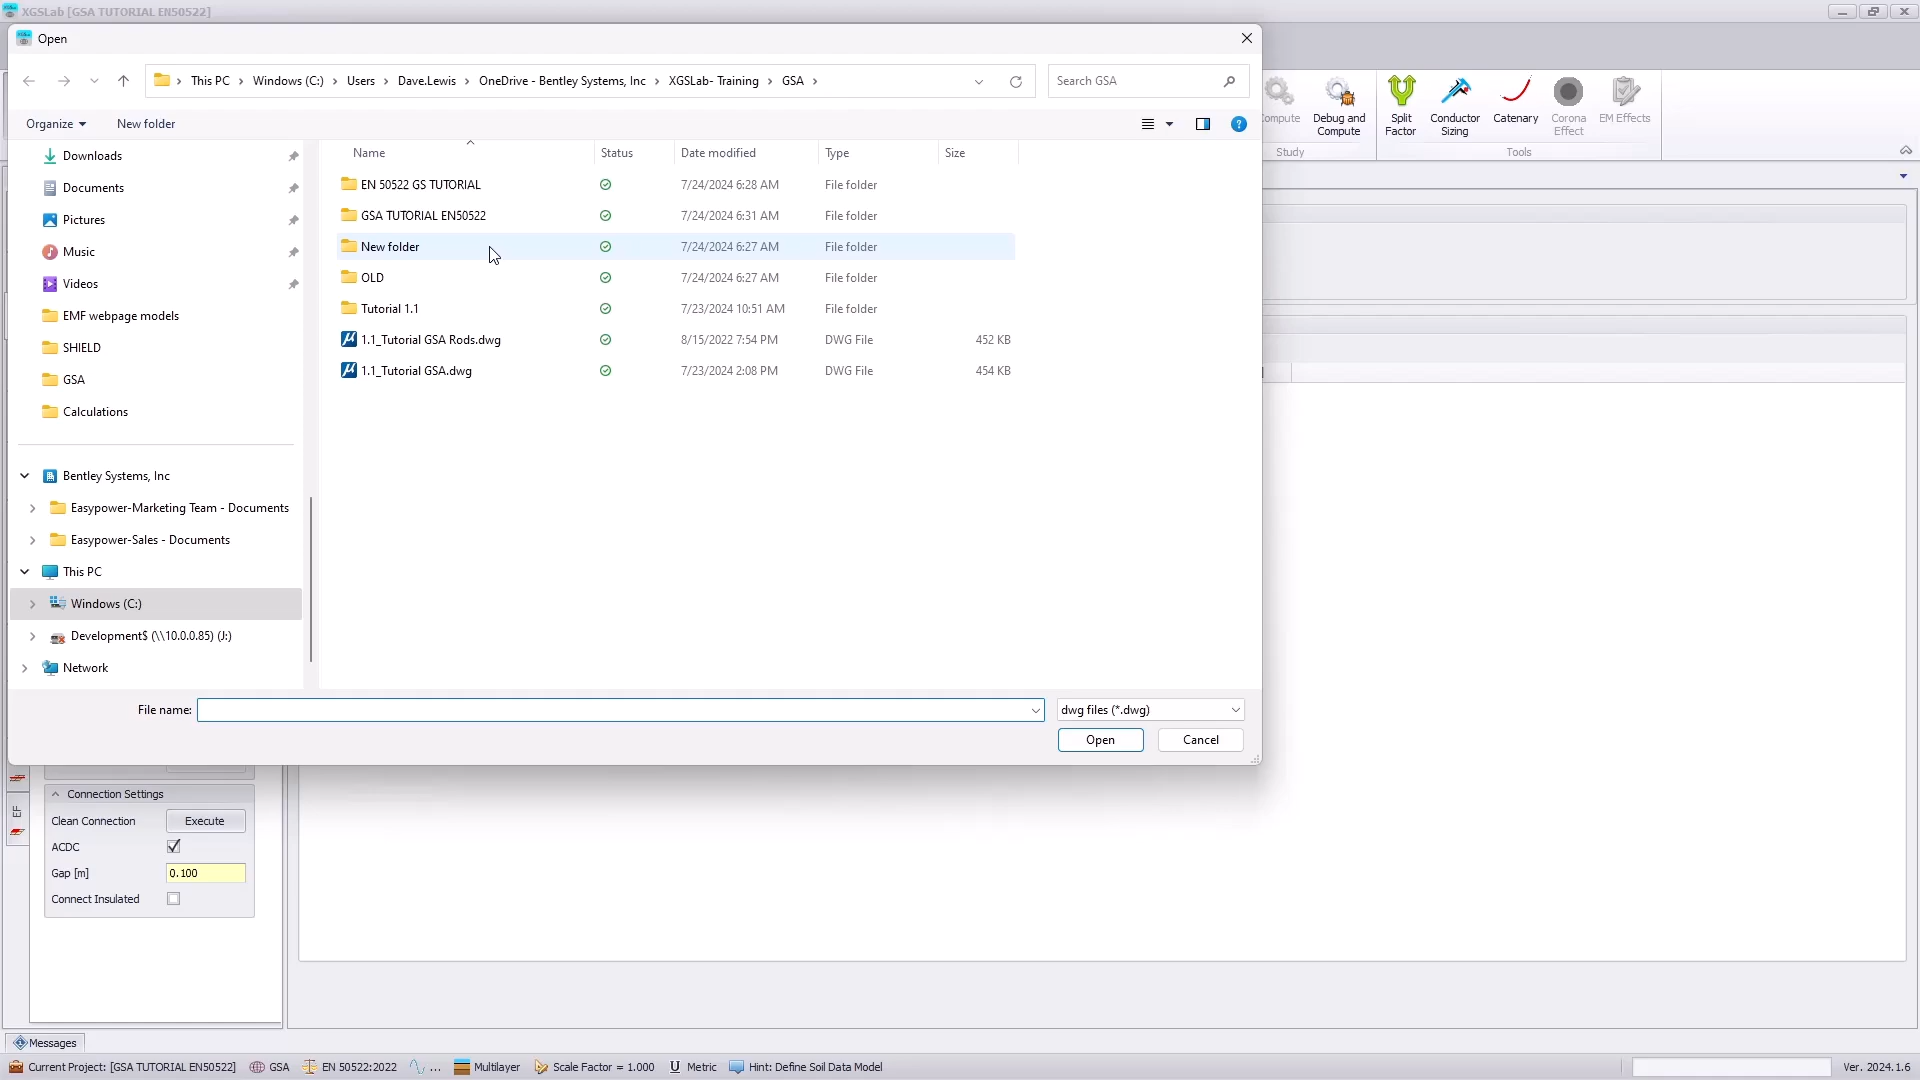 XGSLab [GSA TUTORIAL EN50522]
Open
This PC > Windows (C:) > Users > Dave.Lewis > OneDrive - Bentley Systems, Inc > XGSLab- Training > GSA >
Search GSA
Organize
New folder
Name Status Date modified Type Size
Downloads
Documents
Pictures
Music
Videos
EMF webpage models
SHIELD
GSA
Calculations
Bentley Systems, Inc
Easypower-Marketing Team - Documents
Easypower-Sales - Documents
This PC
Windows (C:)
Development$ (\\10.0.0.85) (J:)
Network
EN 50522 GS TUTORIAL 7/24/2024 6:28 AM File folder
GSA TUTORIAL EN50522 7/24/2024 6:31 AM File folder
New folder 7/24/2024 6:27 AM File folder
OLD 7/24/2024 6:27 AM File folder
Tutorial 1.1 7/23/2024 10:51 AM File folder
1.1_Tutorial GSA Rods.dwg 8/15/2022 7:54 PM DWG File 452 KB
1.1_Tutorial GSA.dwg 7/23/2024 2:08 PM DWG File 454 KB
File name:
dwg files (*.dwg)
Open Cancel
Debug and Compute
Split Factor
Conductor Sizing
Catenary
Corona Effect
EM Effects
Study
Tools
Connection Settings
Clean Connection Execute
ACDC
Gap [m] 0.100
Connect Insulated
EF
Messages
Current Project: [GSA TUTORIAL EN50522] GSA EN 50522:2022 ... Multilayer Scale Factor = 1.000 U Metric Hint: Define Soil Data Model
Ver. 2024.1.6